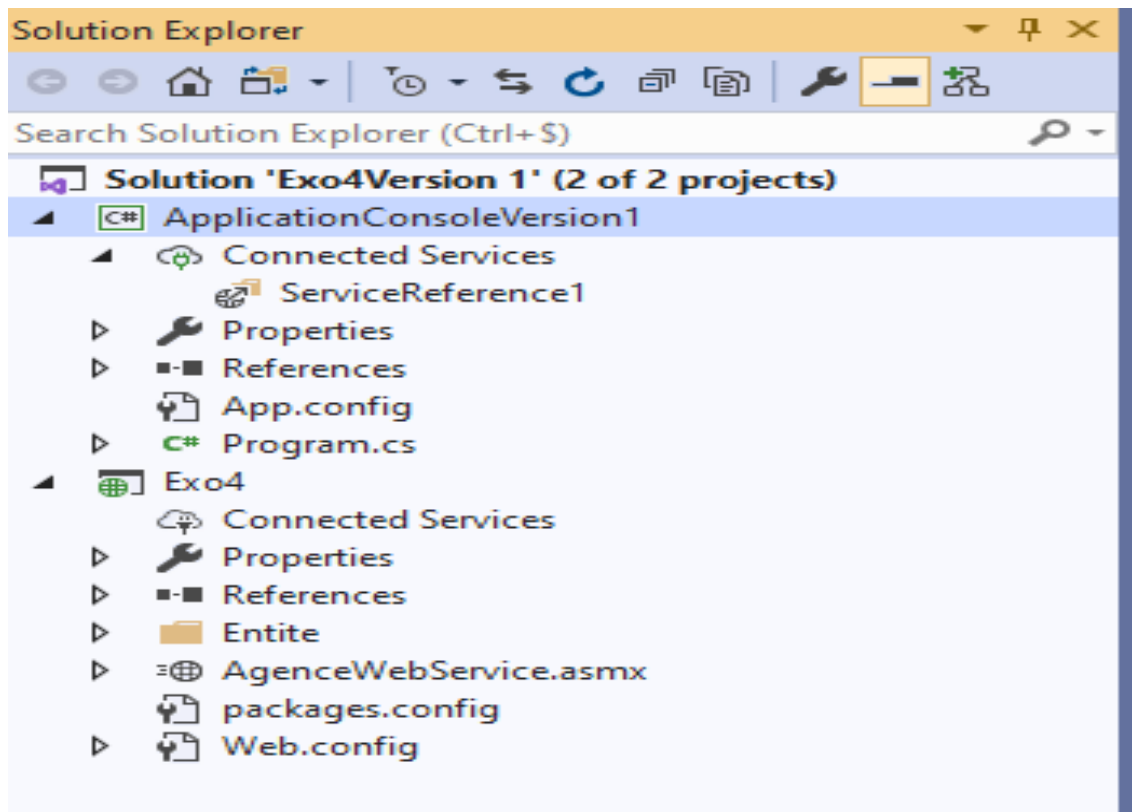 Solution Explorer
Search Solution Explorer (Ctrl+$)
Solution 'Exo4Version 1' (2 of 2 projects)
C# ApplicationConsoleVersion1
Connected Services
ServiceReference1
Properties
References
App.config
C# Program.cs
Exo4
Connected Services
Properties
References
Entite
AgenceWebService.asmx
packages.config
Web.config